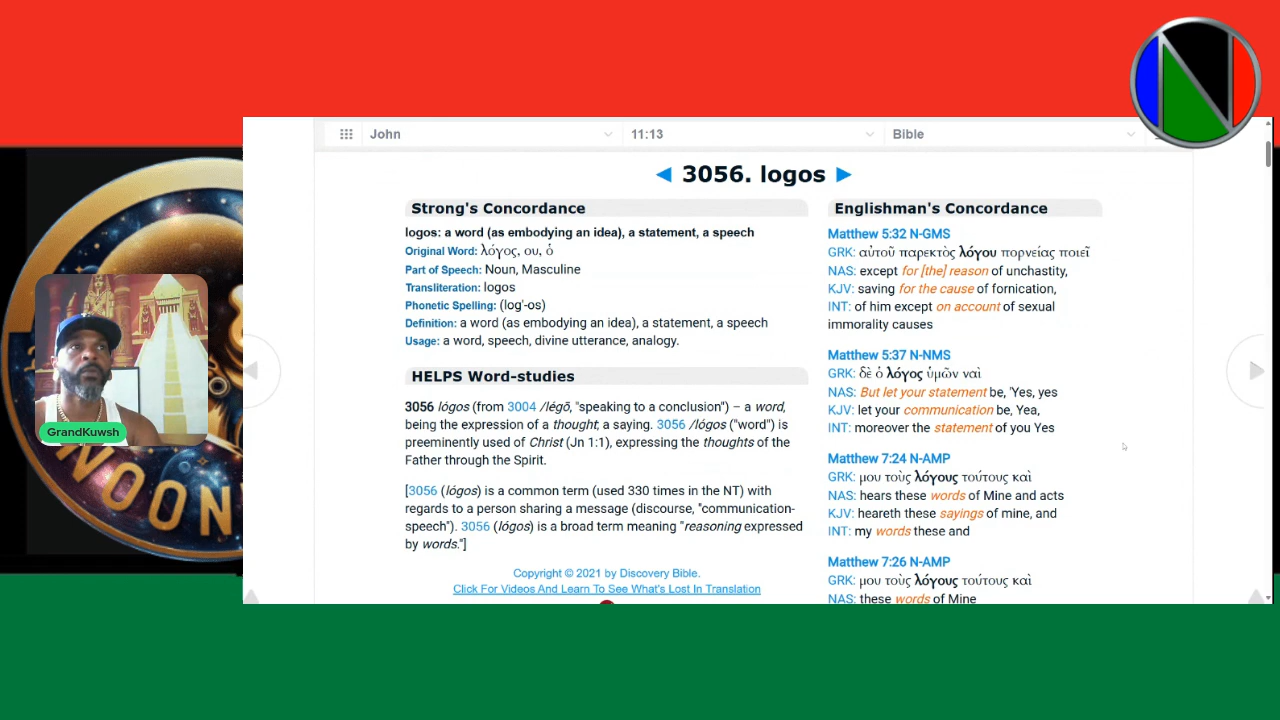 John 11:13 Bible
3056. logos
Strong's Concordance
logos: a word (as embodying an idea), a statement, a speech
Original Word: λόγος, ου, ὁ
Part of Speech: Noun, Masculine
Transliteration: logos
Phonetic Spelling: (log'-os)
Definition: a word (as embodying an idea), a statement, a speech
Usage: a word, speech, divine utterance, analogy.
HELPS Word-studies
3056 lógos (from 3004 /légō, "speaking to a conclusion") – a word,
being the expression of a thought; a saying. 3056 /lógos ("word") is
preeminently used of Christ (Jn 1:1), expressing the thoughts of the
Father through the Spirit.
[3056 (lógos) is a common term (used 330 times in the NT) with
regards to a person sharing a message (discourse, "communication-
speech"). 3056 (lógos) is a broad term meaning "reasoning expressed
by words."]
Copyright © 2021 by Discovery Bible.
Click For Videos And Learn To See What's Lost In Translation
Englishman's Concordance
Matthew 5:32 N-GMS
GRK: αὐτοῦ παρεκτὸς λόγου πορνείας ποιεῖ
NAS: except for [the] reason of unchastity,
KJV: saving for the cause of fornication,
INT: of him except on account of sexual
immorality causes
Matthew 5:37 N-NMS
GRK: δὲ ὁ λόγος ὑμῶν ναὶ
NAS: But let your statement be, 'Yes, yes
KJV: let your communication be, Yea,
INT: moreover the statement of you Yes
Matthew 7:24 N-AMP
GRK: μου τοὺς λόγους τούτους καὶ
NAS: hears these words of Mine and acts
KJV: heareth these sayings of mine, and
INT: my words these and
Matthew 7:26 N-AMP
GRK: μου τοὺς λόγους τούτους καὶ
NAS: these words of Mine
GrandKuwsh
NOON
N